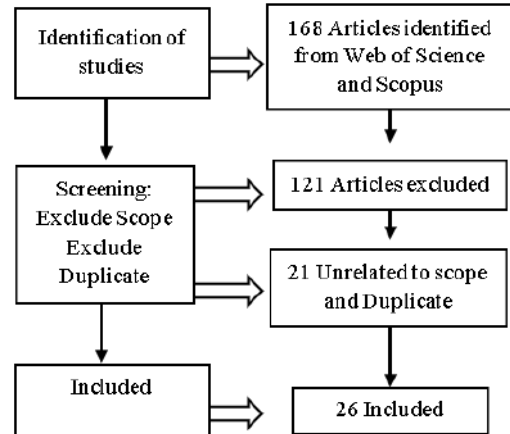 Identification of
studies
168 Articles identified
from Web of Science
and Scopus
Screening:
Exclude Scope
Exclude
Duplicate
121 Articles excluded
21 Unrelated to scope
and Duplicate
Included
26 Included